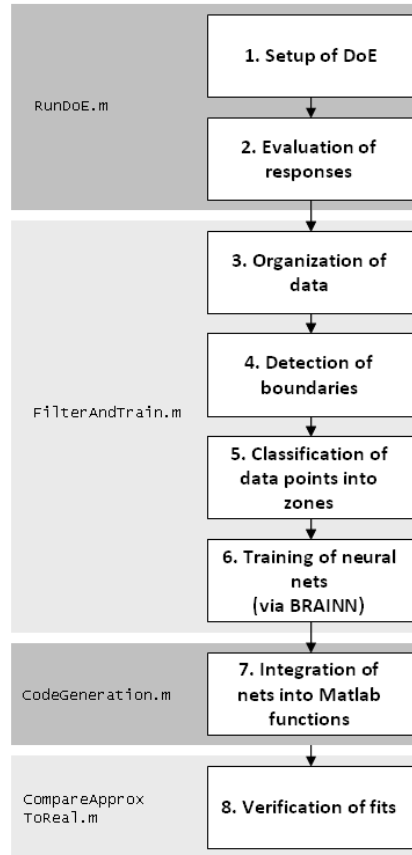 RunDoE.m
1. Setup of DoE
2. Evaluation of
responses
FilterAndTrain.m
3. Organization of
data
4. Detection of
boundaries
5. Classification of
data points into
zones
6. Training of neural
nets
(via BRAINN)
CodeGeneration.m
7. Integration of
nets into Matlab
functions
CompareApprox
ToReal.m
8. Verification of fits